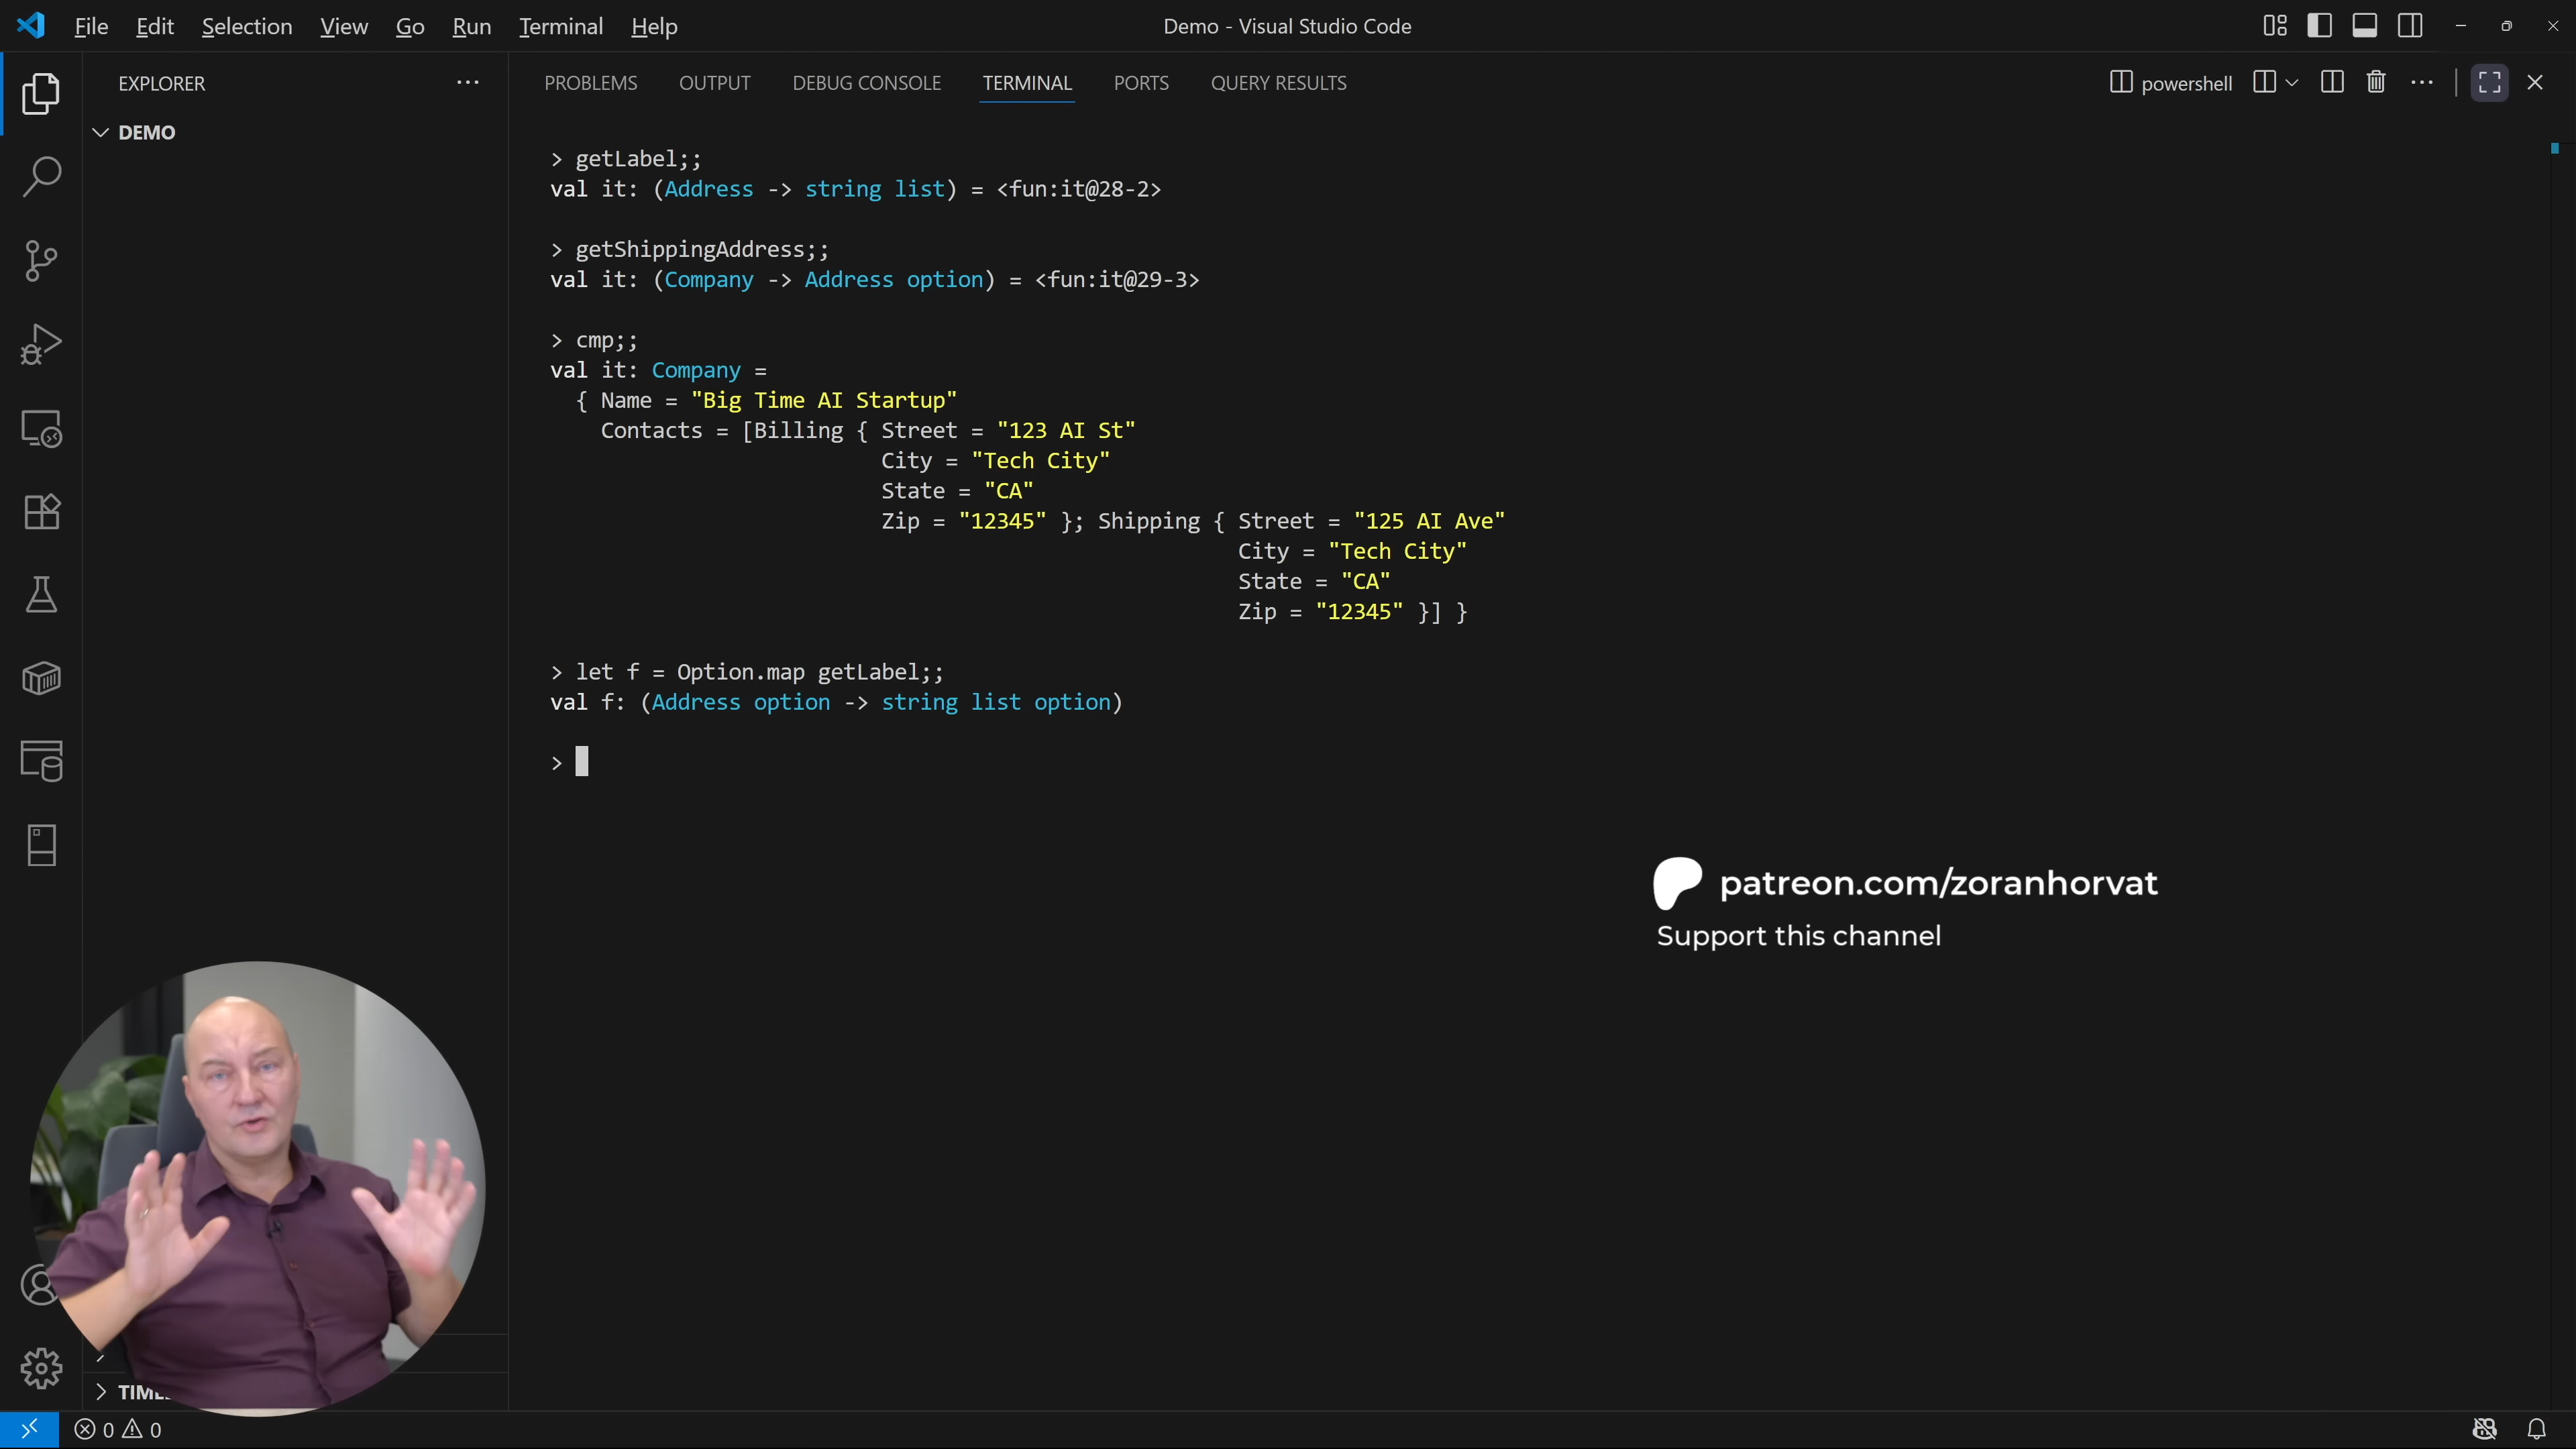 File Edit Selection View Go Run Terminal Help
Demo - Visual Studio Code
EXPLORER
DEMO
PROBLEMS OUTPUT DEBUG CONSOLE TERMINAL PORTS QUERY RESULTS
powershell
> getLabel;;
val it: (Address -> string list) = <fun:it@28-2>
> getShippingAddress;;
val it: (Company -> Address option) = <fun:it@29-3>
> cmp;;
val it: Company =
{ Name = "Big Time AI Startup"
Contacts = [Billing { Street = "123 AI St"
City = "Tech City"
State = "CA"
Zip = "12345" }; Shipping { Street = "125 AI Ave"
City = "Tech City"
State = "CA"
Zip = "12345" }] }
> let f = Option.map getLabel;;
val f: (Address option -> string list option)
>
patreon.com/zoranhorvat
Support this channel
0 0